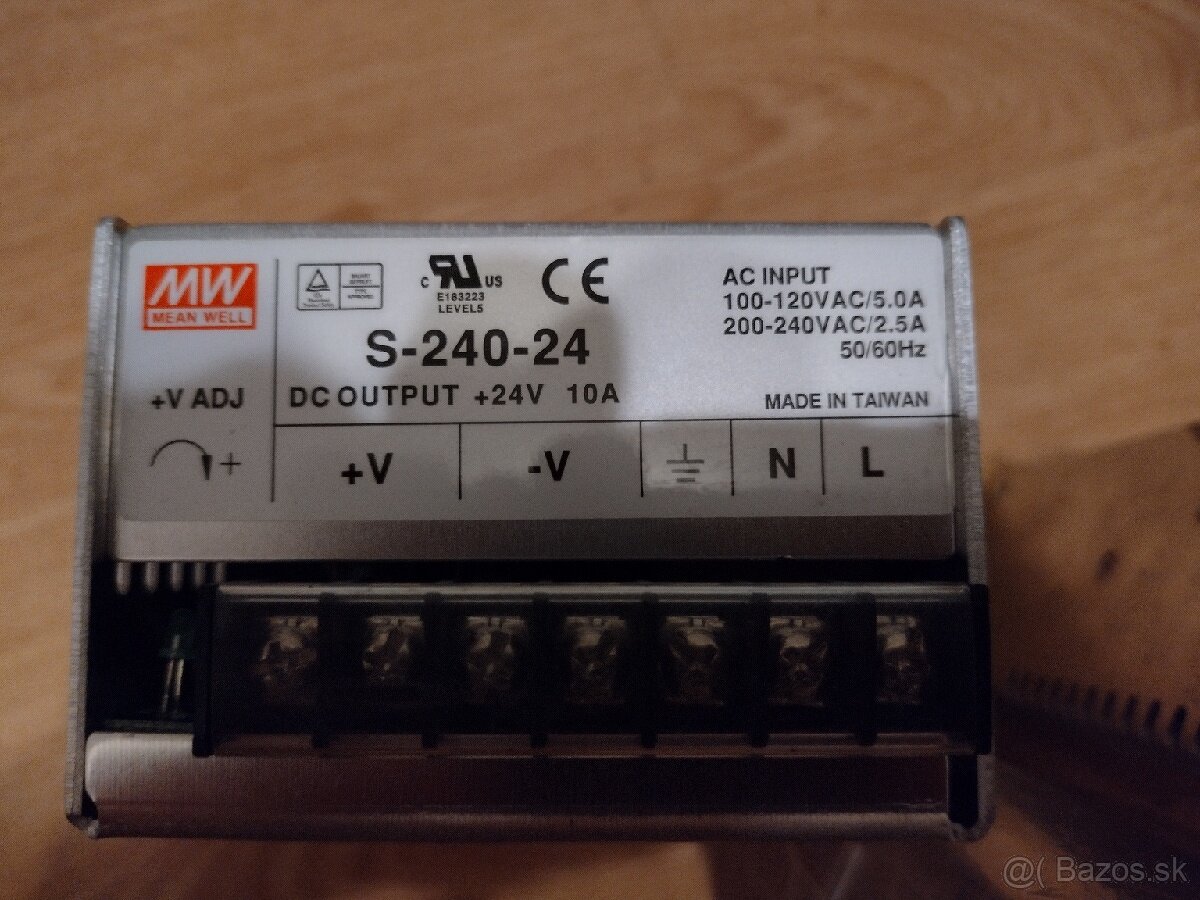 MW
MEAN WELL
c RU US
E183223
LEVEL5
CE
S-240-24
DC OUTPUT +24V 10A
AC INPUT
100-120VAC/5.0A
200-240VAC/2.5A
50/60Hz
MADE IN TAIWAN
+V ADJ
+
+V
-V
N
L
@( Bazos.sk